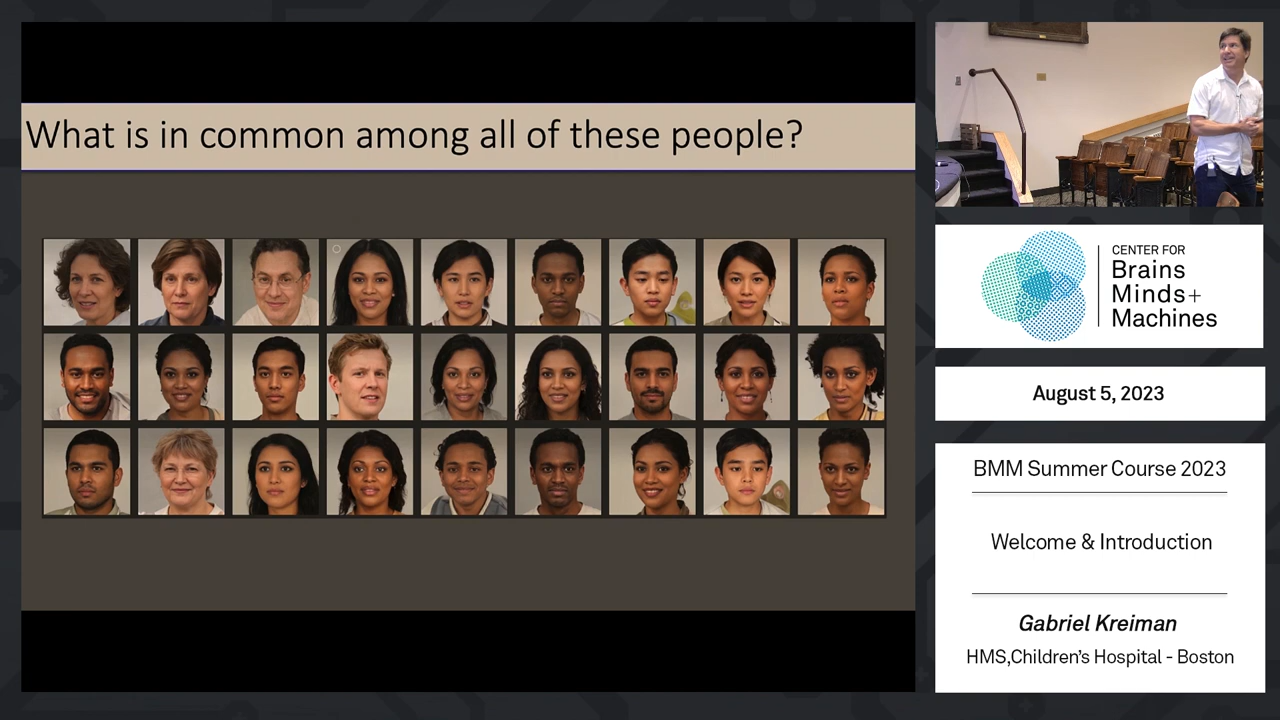 What is in common among all of these people?
CENTER FOR
Brains
Minds+
Machines
August 5, 2023
BMM Summer Course 2023
Welcome & Introduction
Gabriel Kreiman
HMS,Children's Hospital - Boston